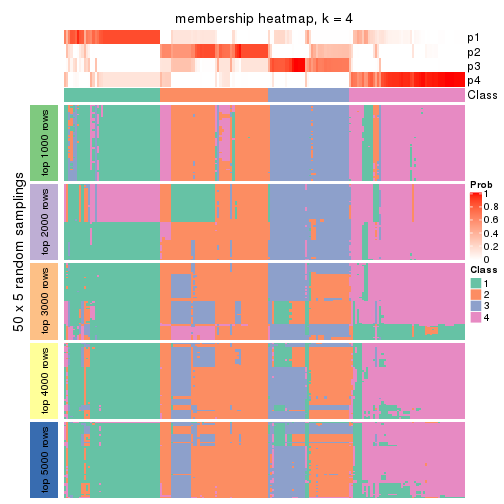 membership heatmap, k = 4
p1
p2
p3
p4
Class
50 x 5 random samplings
top 1000 rows
top 2000 rows
top 3000 rows
top 4000 rows
top 5000 rows
Prob
1
0.8
0.6
0.4
0.2
0
Class
1
2
3
4